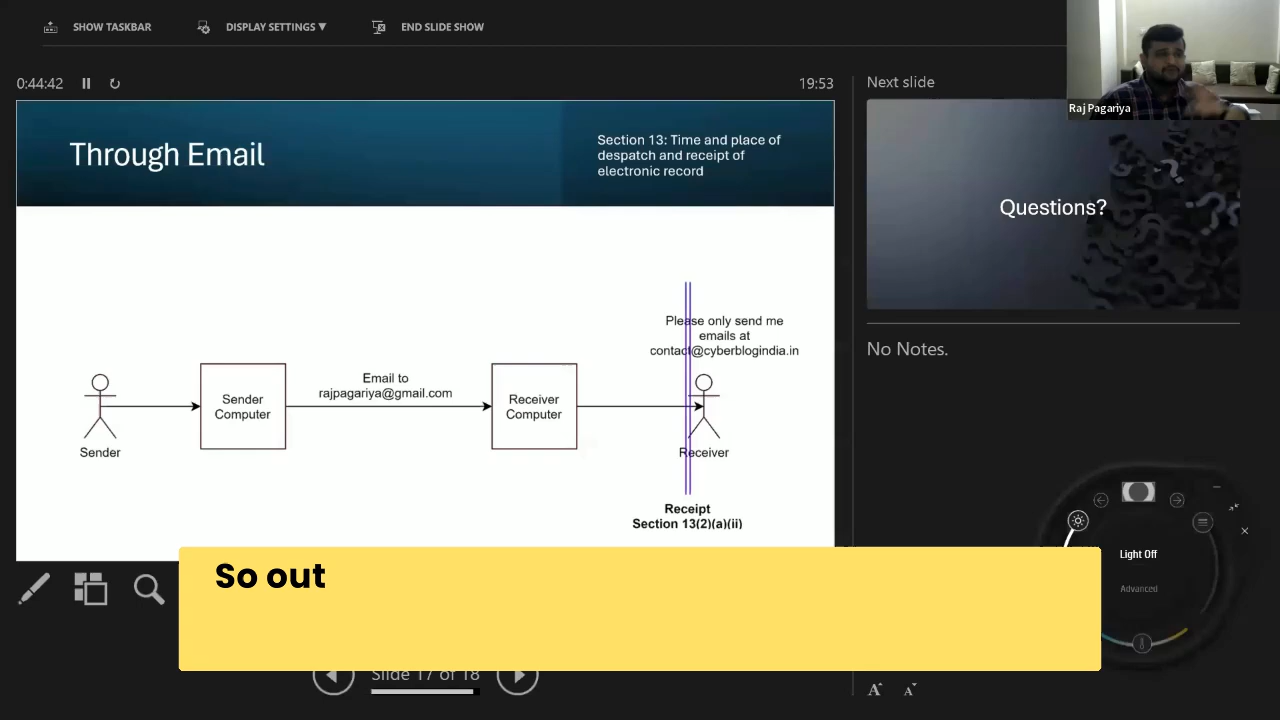 SHOW TASKBAR
DISPLAY SETTINGS ▼
END SLIDE SHOW
0:44:42
19:53
Next slide
Raj Pagariya
Through Email
Section 13: Time and place of
despatch and receipt of
electronic record
Questions?
Please only send me
emails at
contact@cyberblogindia.in
Email to
rajpagariya@gmail.com
Sender
Computer
Receiver
Computer
Sender
Receiver
Receipt
Section 13(2)(a)(ii)
No Notes.
Light Off
Advanced
So out
Slide 17 of 18
A A